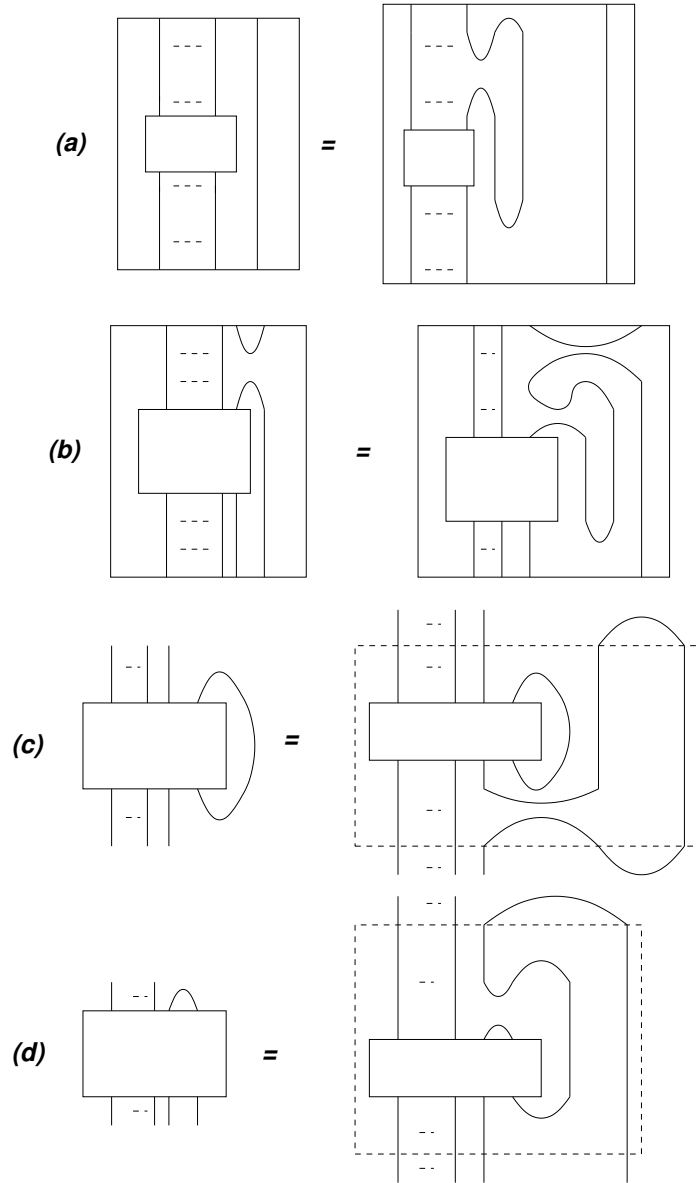 (a) =
(b) =
(c) =
(d) =